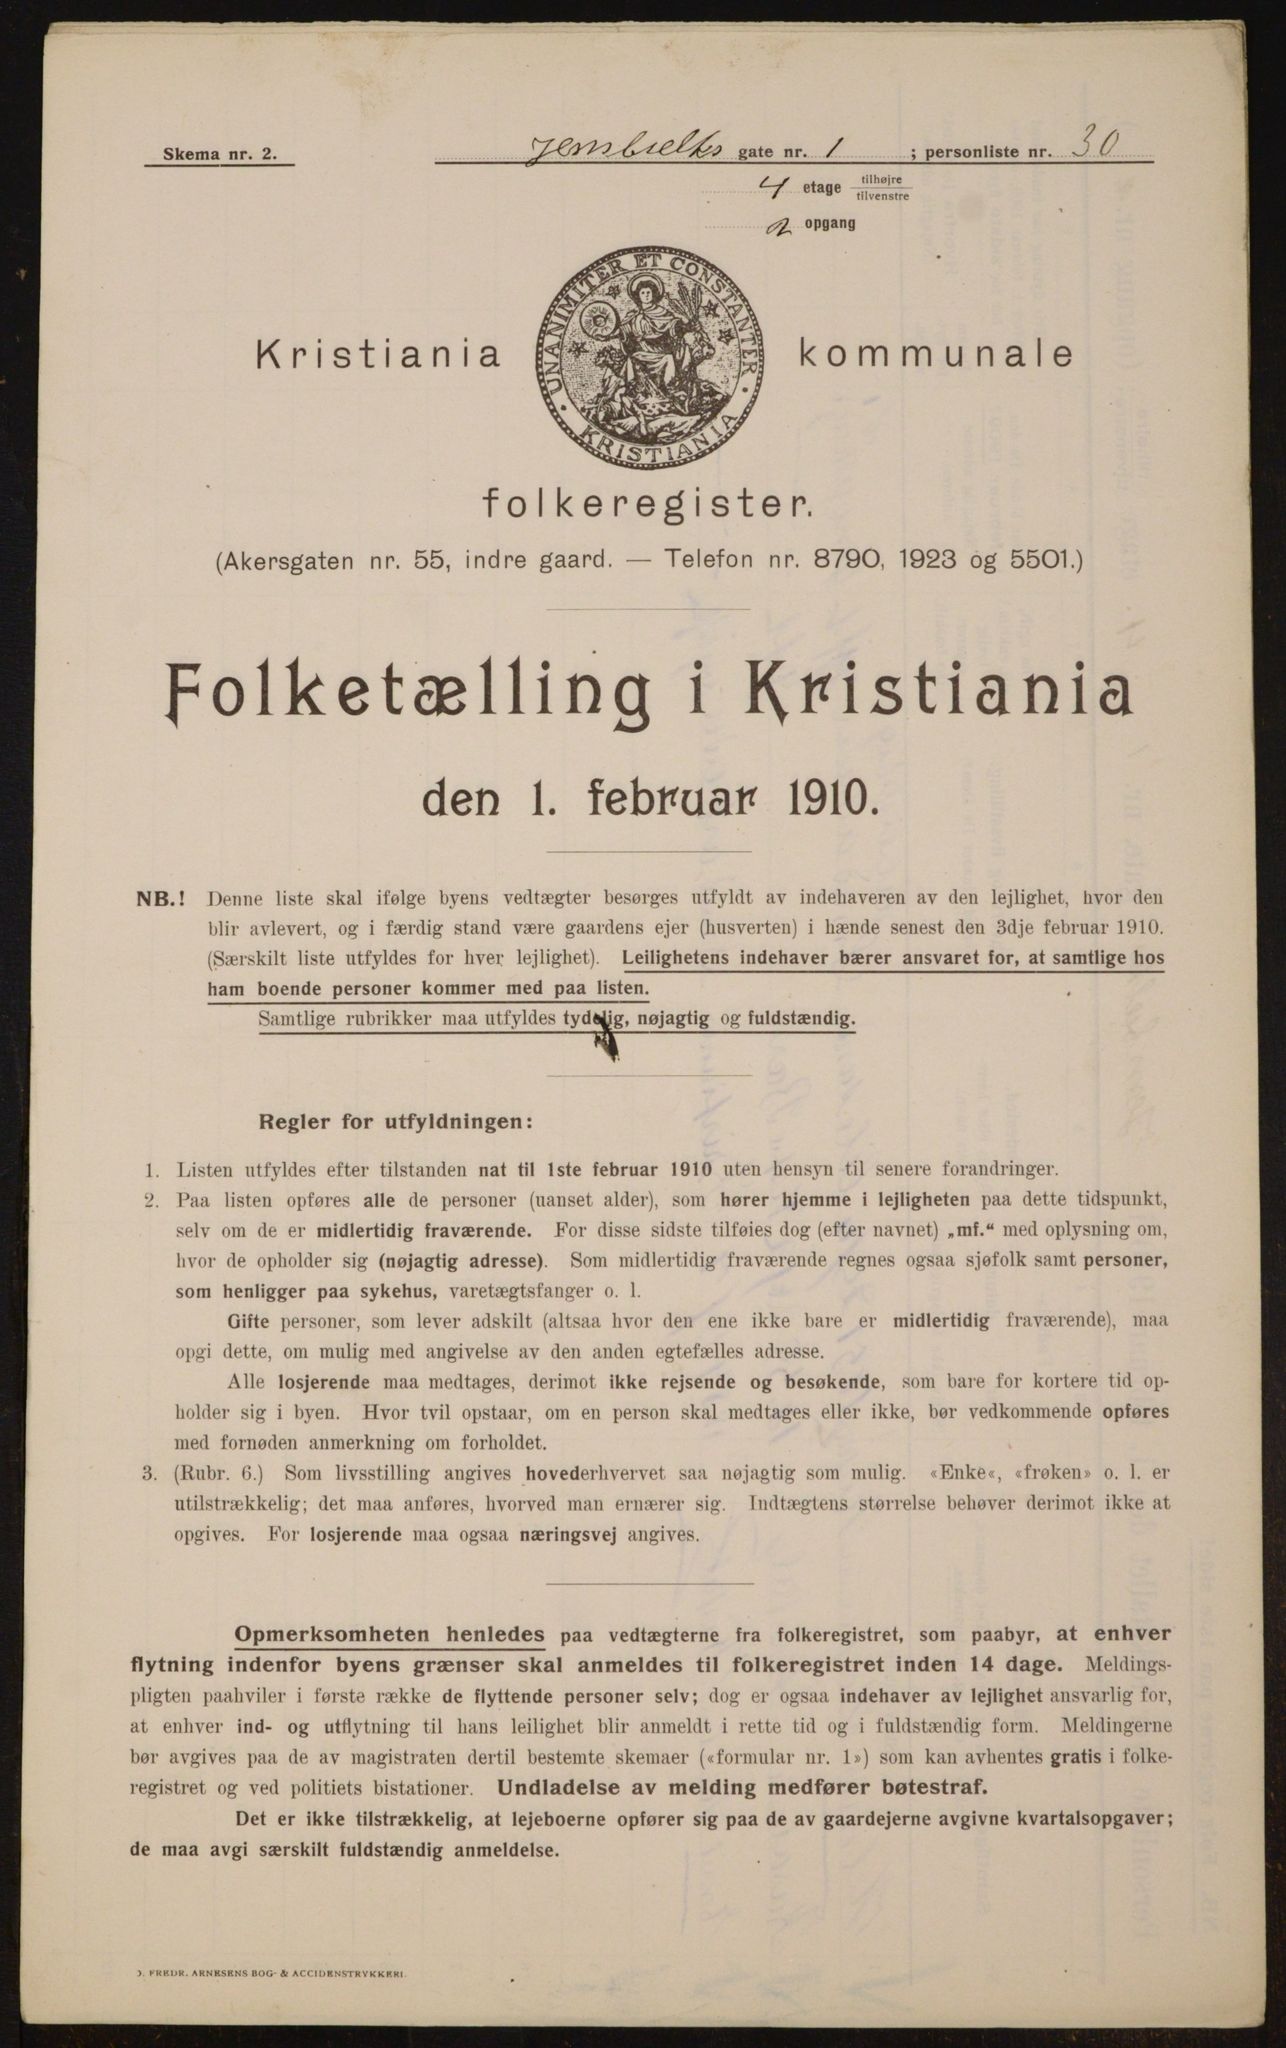 Skema nr. 2. Jensbielks gate nr. 1 ; personliste nr. 30
4 etage tilhøjre
tilvenstre
2 opgang
UNANIMITER ET CONSTANTER
KRISTIANIA
Kristiania kommunale
folkeregister.
(Akersgaten nr. 55, indre gaard. — Telefon nr. 8790, 1923 og 5501.)
Folketælling i Kristiania
den 1. februar 1910.
NB.! Denne liste skal ifølge byens vedtægter besørges utfyldt av indehaveren av den lejlighet, hvor den
blir avlevert, og i færdig stand være gaardens ejer (husverten) i hænde senest den 3dje februar 1910.
(Særskilt liste utfyldes for hver lejlighet). Leilighetens indehaver bærer ansvaret for, at samtlige hos
ham boende personer kommer med paa listen.
Samtlige rubrikker maa utfyldes tydelig, nøjagtig og fuldstændig.
Regler for utfyldningen:
1. Listen utfyldes efter tilstanden nat til 1ste februar 1910 uten hensyn til senere forandringer.
2. Paa listen opføres alle de personer (uanset alder), som hører hjemme i lejligheten paa dette tidspunkt,
selv om de er midlertidig fraværende. For disse sidste tilføies dog (efter navnet) „mf.“ med oplysning om,
hvor de opholder sig (nøjagtig adresse). Som midlertidig fraværende regnes ogsaa sjøfolk samt personer,
som henligger paa sykehus, varetægtsfanger o. l.
Gifte personer, som lever adskilt (altsaa hvor den ene ikke bare er midlertidig fraværende), maa
opgi dette, om mulig med angivelse av den anden egtefælles adresse.
Alle losjerende maa medtages, derimot ikke rejsende og besøkende, som bare for kortere tid op-
holder sig i byen. Hvor tvil opstaar, om en person skal medtages eller ikke, bør vedkommende opføres
med fornøden anmerkning om forholdet.
3. (Rubr. 6.) Som livsstilling angives hovederhvervet saa nøjagtig som mulig. «Enke«, «frøken» o. l. er
utilstrækkelig; det maa anføres, hvorved man ernærer sig. Indtægtens størrelse behøver derimot ikke at
opgives. For losjerende maa ogsaa næringsvej angives.
Opmerksomheten henledes paa vedtægterne fra folkeregistret, som paabyr, at enhver
flytning indenfor byens grænser skal anmeldes til folkeregistret inden 14 dage. Meldings-
pligten paahviler i første række de flyttende personer selv; dog er ogsaa indehaver av lejlighet ansvarlig for,
at enhver ind- og utflytning til hans leilighet blir anmeldt i rette tid og i fuldstændig form. Meldingerne
bør avgives paa de av magistraten dertil bestemte skemaer («formular nr. 1») som kan avhentes gratis i folke-
registret og ved politiets bistationer. Undladelse av melding medfører bøtestraf.
Det er ikke tilstrækkelig, at lejeboerne opfører sig paa de av gaardejerne avgivne kvartalsopgaver;
de maa avgi særskilt fuldstændig anmeldelse.
J. FREDR. ARNESENS BOG- & ACCIDENSTRYKKERI.